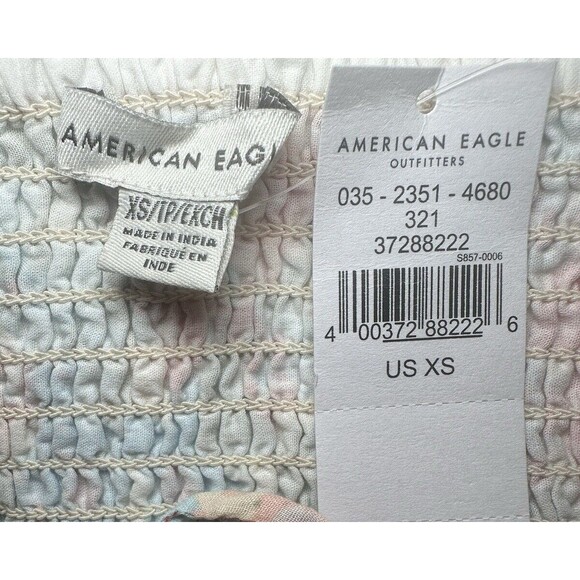 AMERICAN EAGL
XS/TP/EXCH
MADE IN INDIA
FABRIQUÉ EN
INDE
AMERICAN EAGLE
OUTFITTERS
035 - 2351 - 4680
321
37288222
S857-0006
4 00372 88222 6
US XS